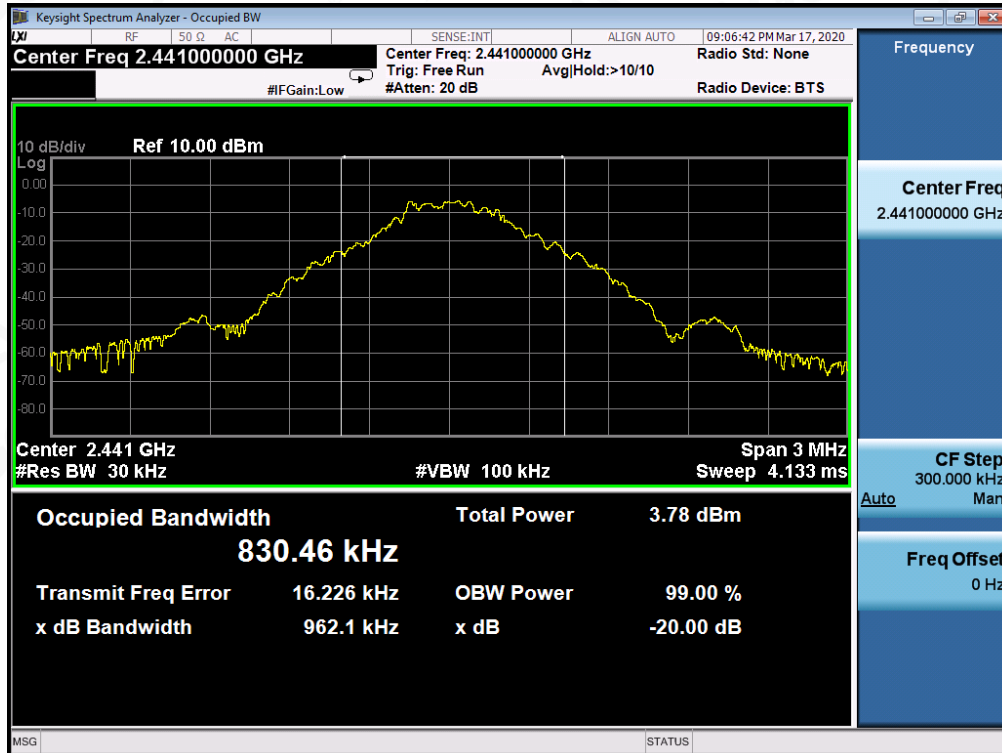 Keysight Spectrum Analyzer - Occupied BW
LXI RF 50 Ω AC SENSE:INT ALIGN AUTO 09:06:42 PM Mar 17, 2020
Center Freq 2.441000000 GHz
#IFGain:Low
Center Freq: 2.441000000 GHz
Trig: Free Run Avg|Hold:>10/10
#Atten: 20 dB
Radio Std: None
Radio Device: BTS
10 dB/div Ref 10.00 dBm
Log
0.00
-10.0
-20.0
-30.0
-40.0
-50.0
-60.0
-70.0
-80.0
Center 2.441 GHz Span 3 MHz
#Res BW 30 kHz #VBW 100 kHz Sweep 4.133 ms
Occupied Bandwidth Total Power 3.78 dBm
830.46 kHz
Transmit Freq Error 16.226 kHz OBW Power 99.00 %
x dB Bandwidth 962.1 kHz x dB -20.00 dB
MSG STATUS
Frequency
Center Freq
2.441000000 GHz
CF Step
300.000 kHz
Auto Man
Freq Offset
0 Hz